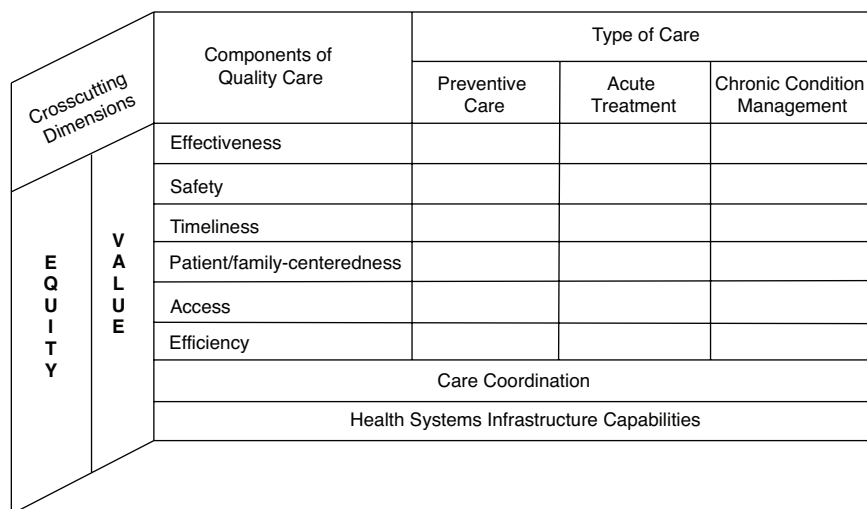 Crosscutting
Dimensions
Components of
Quality Care
Type of Care
Preventive
Care
Acute
Treatment
Chronic Condition
Management
EQUITY
VALUE
Effectiveness
Safety
Timeliness
Patient/family-centeredness
Access
Efficiency
Care Coordination
Health Systems Infrastructure Capabilities